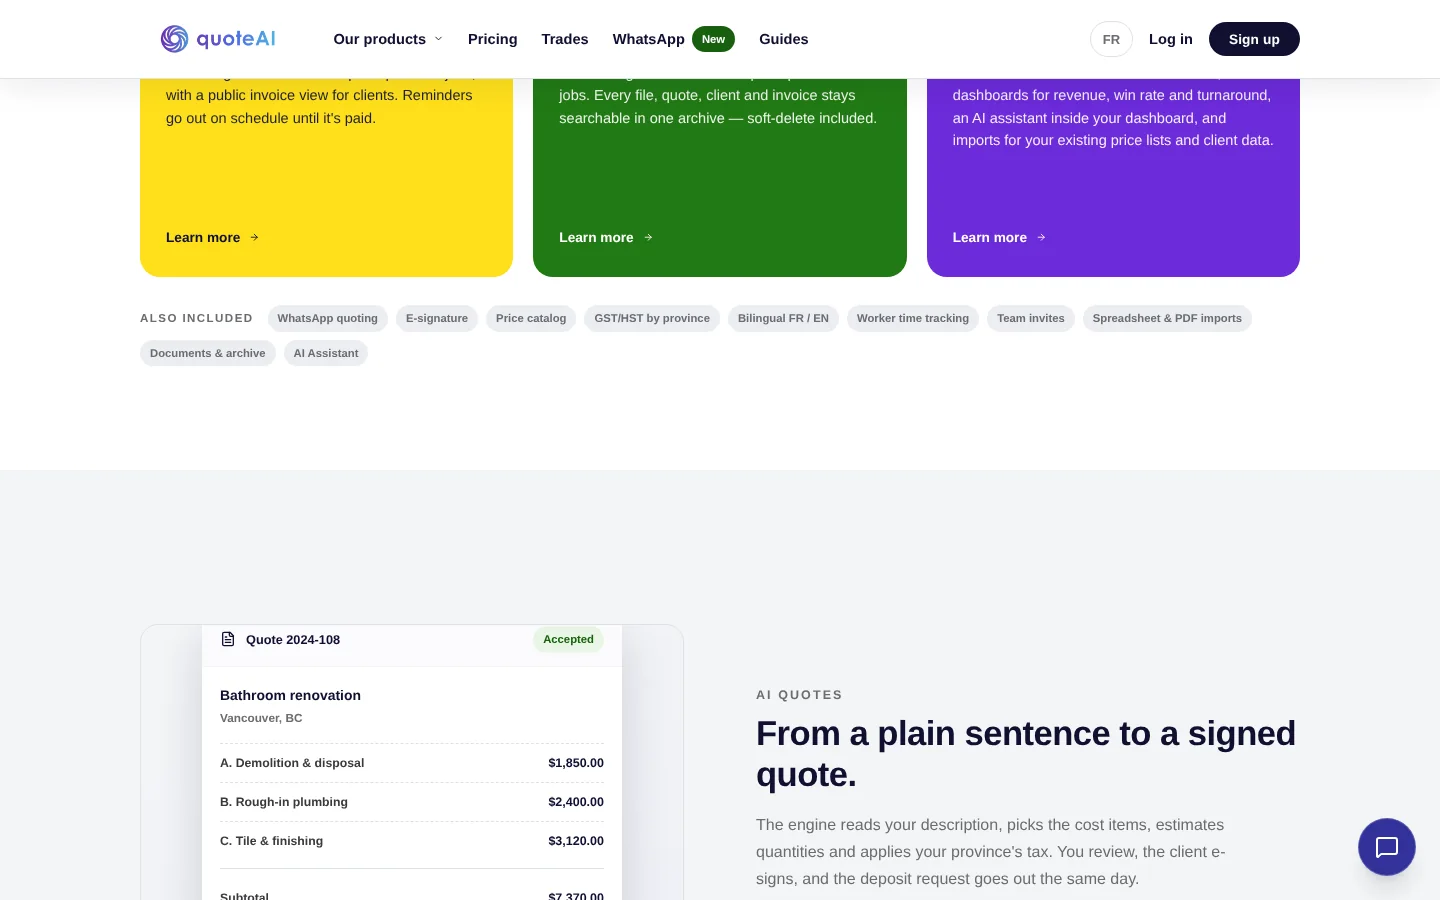 quoteAI
Our products
Pricing
Trades
WhatsApp New
Guides
FR
Log in
Sign up
with a public invoice view for clients. Reminders
go out on schedule until it's paid.
Learn more →
jobs. Every file, quote, client and invoice stays
searchable in one archive — soft-delete included.
Learn more →
dashboards for revenue, win rate and turnaround,
an AI assistant inside your dashboard, and
imports for your existing price lists and client data.
Learn more →
ALSO INCLUDED WhatsApp quoting E-signature Price catalog GST/HST by province Bilingual FR / EN Worker time tracking Team invites Spreadsheet & PDF imports
Documents & archive AI Assistant
Quote 2024-108 Accepted
Bathroom renovation
Vancouver, BC
A. Demolition & disposal $1,850.00
B. Rough-in plumbing $2,400.00
C. Tile & finishing $3,120.00
Subtotal $7,370.00
AI QUOTES
From a plain sentence to a signed
quote.
The engine reads your description, picks the cost items, estimates
quantities and applies your province's tax. You review, the client e-
signs, and the deposit request goes out the same day.